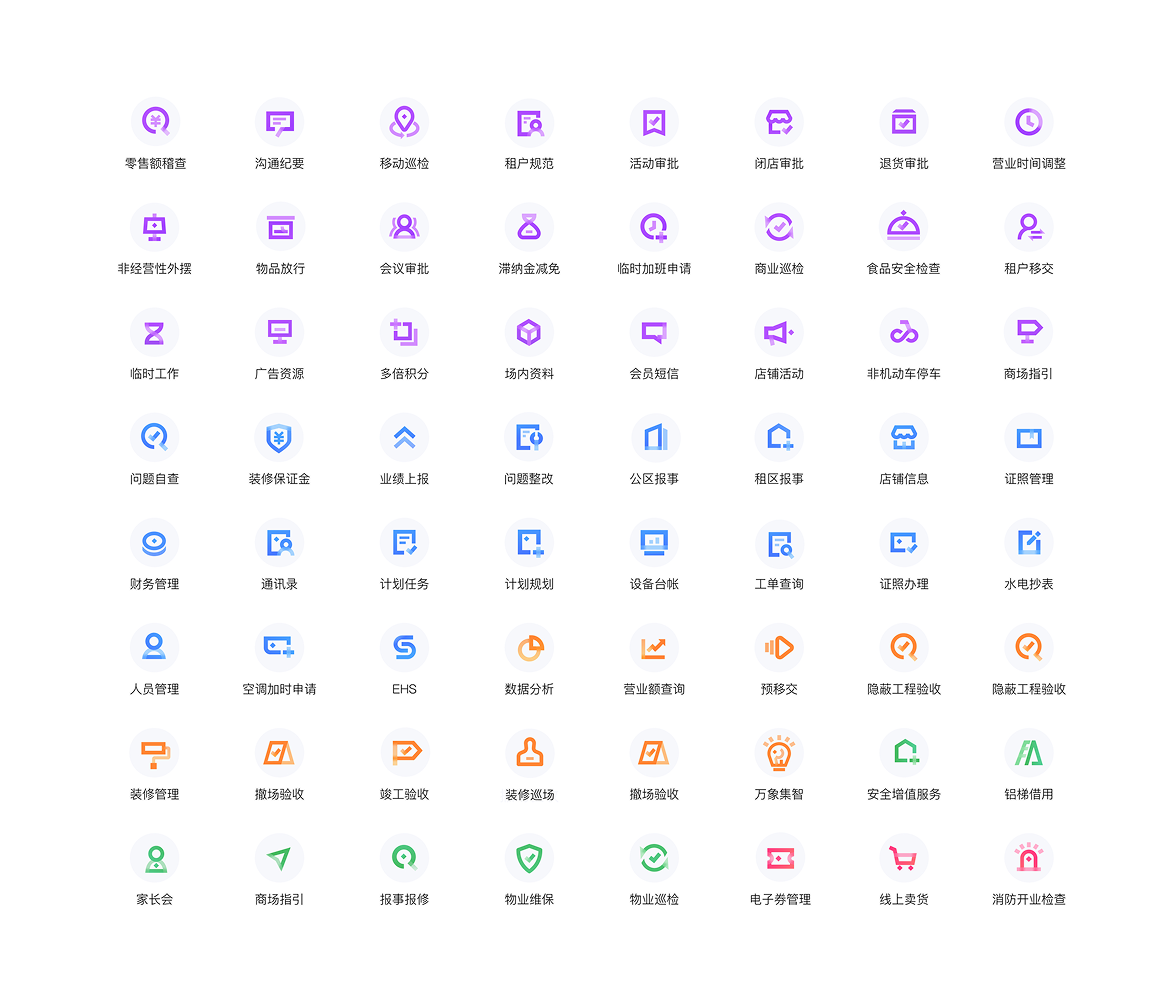 零售额稽查
沟通纪要
移动巡检
租户规范
活动审批
闭店审批
退货审批
营业时间调整
非经营性外摆
物品放行
会议审批
滞纳金减免
临时加班申请
商业巡检
食品安全检查
租户移交
临时工作
广告资源
多倍积分
场内资料
会员短信
店铺活动
非机动车停车
商场指引
问题自查
装修保证金
业绩上报
问题整改
公区报事
租区报事
店铺信息
证照管理
财务管理
通讯录
计划任务
计划规划
设备台帐
工单查询
证照办理
水电抄表
人员管理
空调加时申请
EHS
数据分析
营业额查询
预移交
隐蔽工程验收
隐蔽工程验收
装修管理
撤场验收
竣工验收
装修巡场
撤场验收
万象集智
安全增值服务
铝梯借用
家长会
商场指引
报事报修
物业维保
物业巡检
电子券管理
线上卖货
消防开业检查